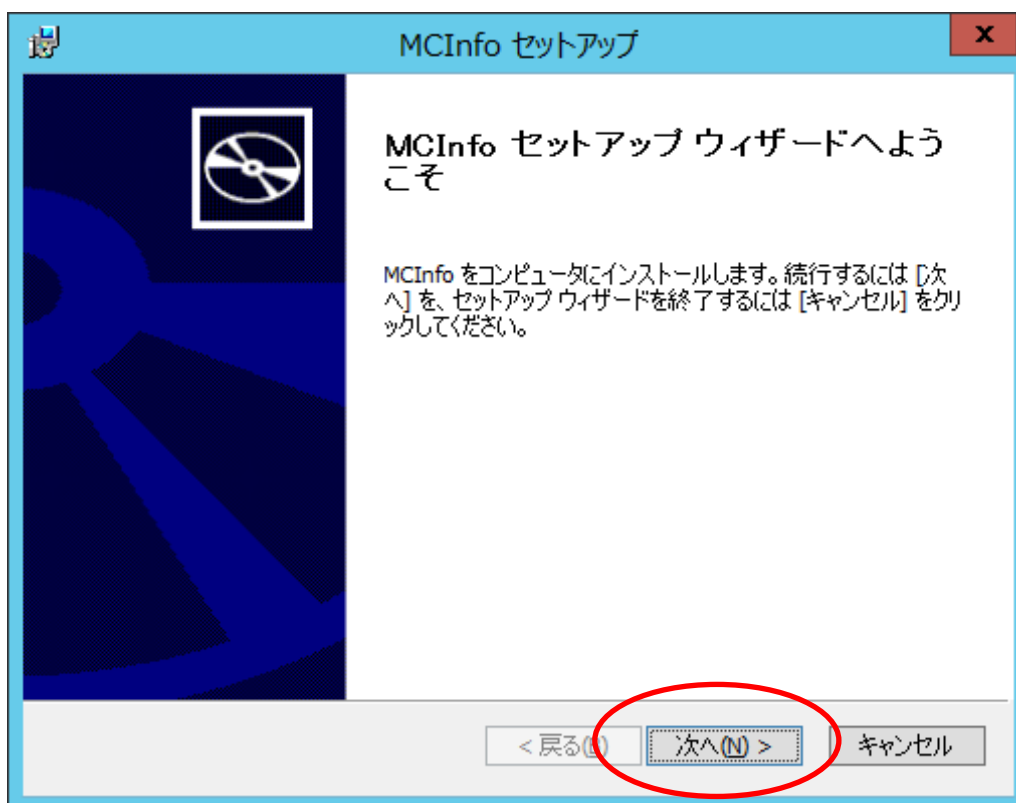 MCInfo セットアップ
x
MCInfo セットアップ ウィザードへよう
こそ
MCInfo をコンピュータにインストールします。続行するには [次
へ] を、セットアップ ウィザードを終了するには [キャンセル] をクリ
ックしてください。
< 戻る(B) 次へ(N) > キャンセル